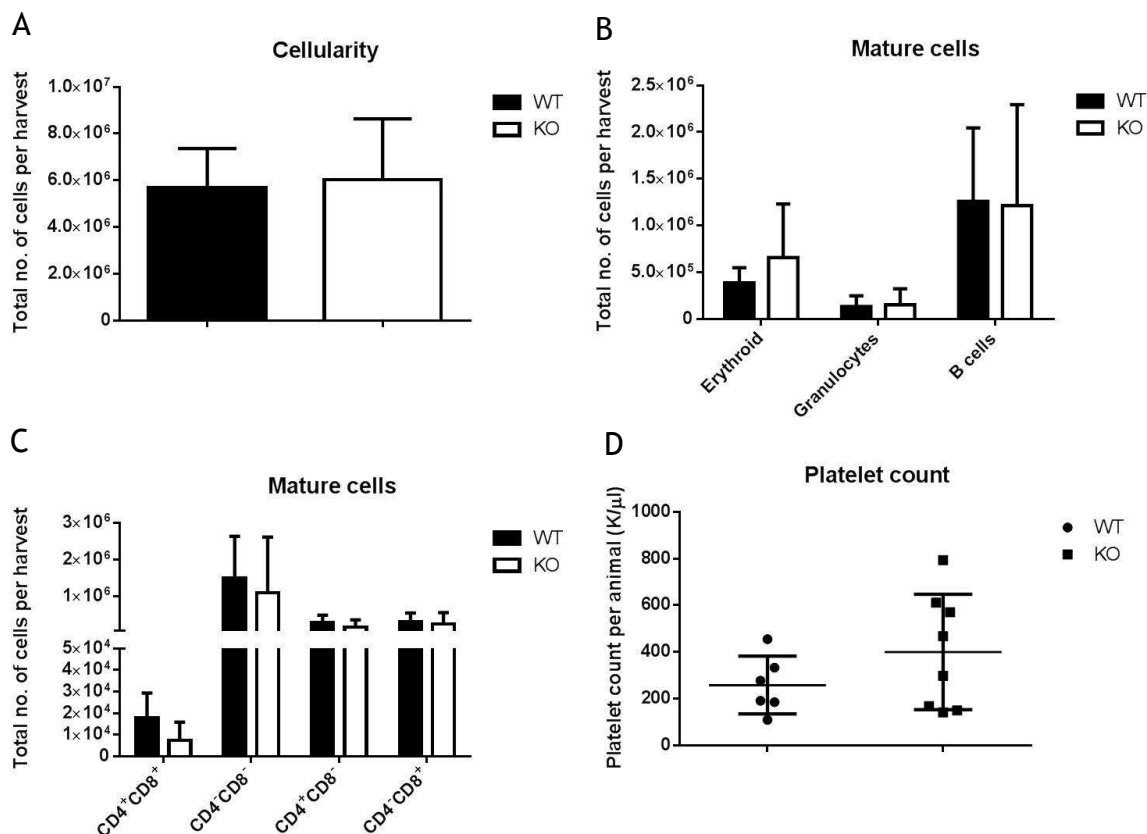 A
Cellularity
Total no. of cells per harvest
1.0×10⁷
8.0×10⁶
6.0×10⁶
4.0×10⁶
2.0×10⁶
0
WT
KO
B
Mature cells
Total no. of cells per harvest
2.5×10⁶
2.0×10⁶
1.5×10⁶
1.0×10⁶
5.0×10⁵
0
Erythroid
Granulocytes
B cells
WT
KO
C
Mature cells
Total no. of cells per harvest
3×10⁶
2×10⁶
1×10⁶
5×10⁴
4×10⁴
3×10⁴
2×10⁴
1×10⁴
0
CD4⁺CD8⁺
CD4⁻CD8⁻
CD4⁺CD8⁻
CD4⁻CD8⁺
WT
KO
D
Platelet count
Platelet count per animal (K/µl)
1000
800
600
400
200
0
WT
KO